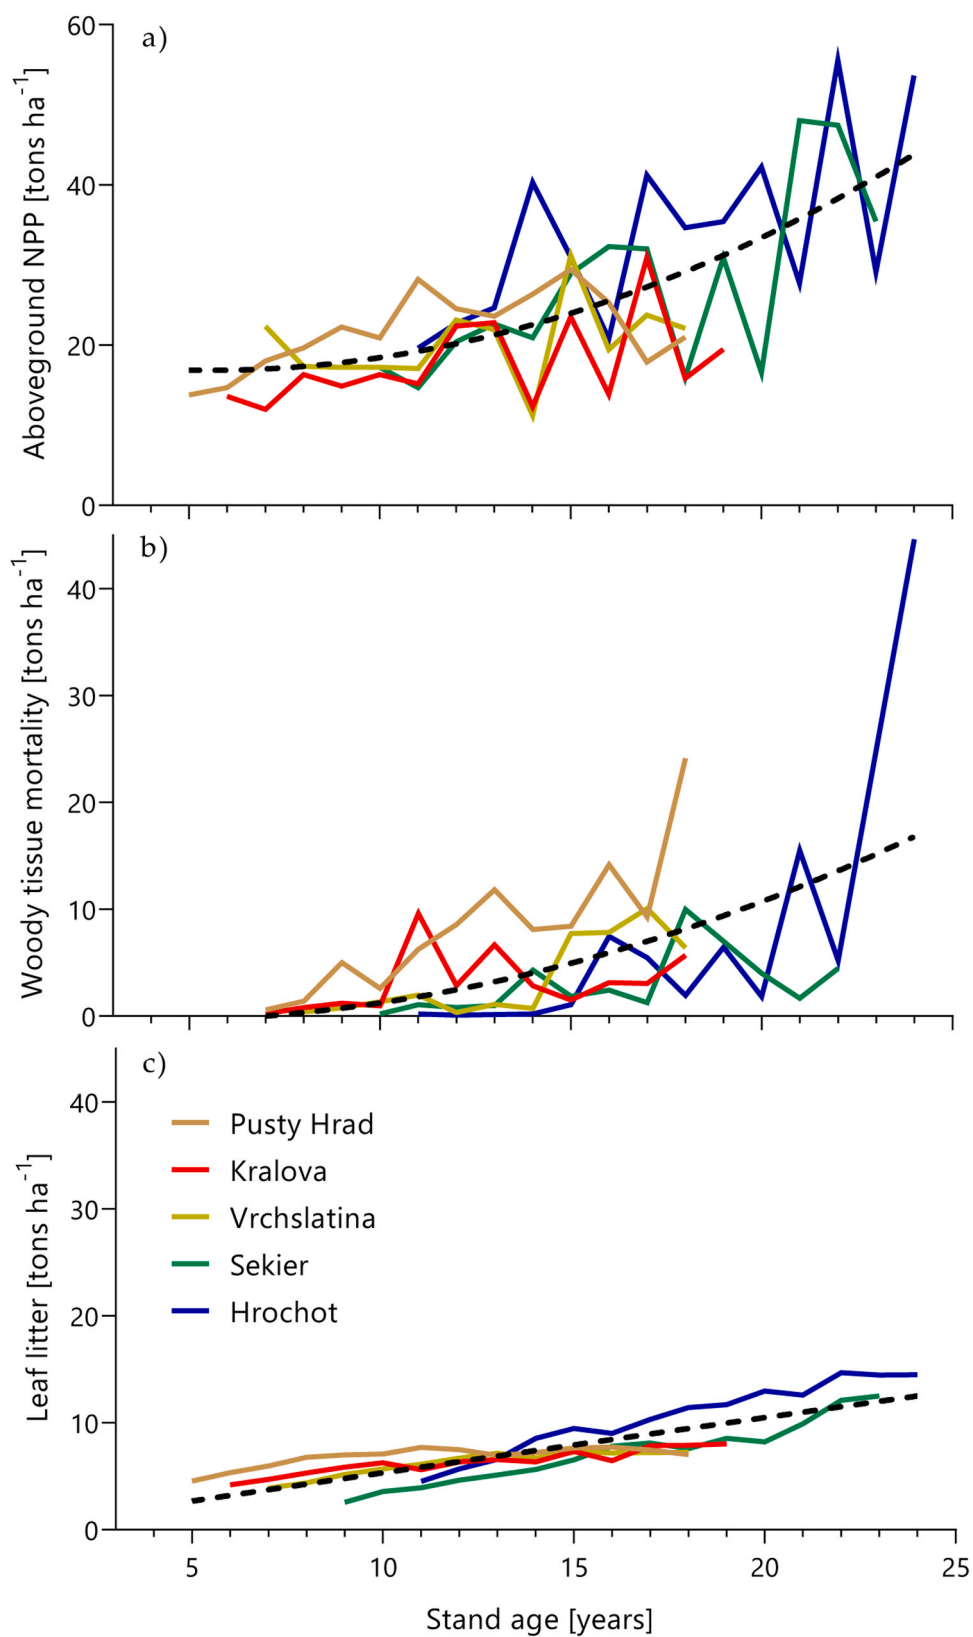 a)
60
40
20
0
Aboveground NPP [tons ha⁻¹]
b)
40
30
20
10
0
Woody tissue mortality [tons ha⁻¹]
c)
40
30
20
10
0
Leaf litter [tons ha⁻¹]
Pusty Hrad
Kralova
Vrchslatina
Sekier
Hrochot
5 10 15 20 25
Stand age [years]